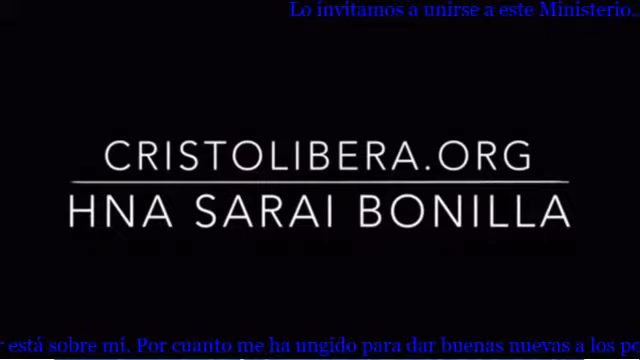 Lo invitamos a unirse a este Ministerio.
CRISTOLIBERA.ORG
HNA SARAI BONILLA
está sobre mí. Por cuanto me ha ungido para dar buenas nuevas a los